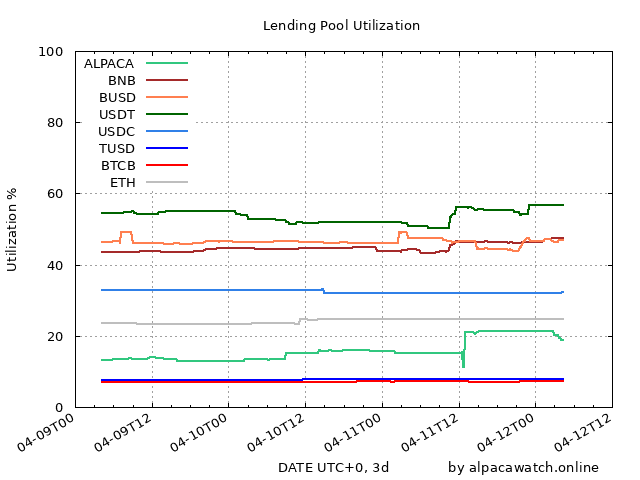 Lending Pool Utilization
100
80
60
40
20
0
Utilization %
ALPACA
BNB
BUSD
USDT
USDC
TUSD
BTCB
ETH
04-09T00
04-09T12
04-10T00
04-10T12
04-11T00
04-11T12
04-12T00
04-12T12
DATE UTC+0, 3d
by alpacawatch.online